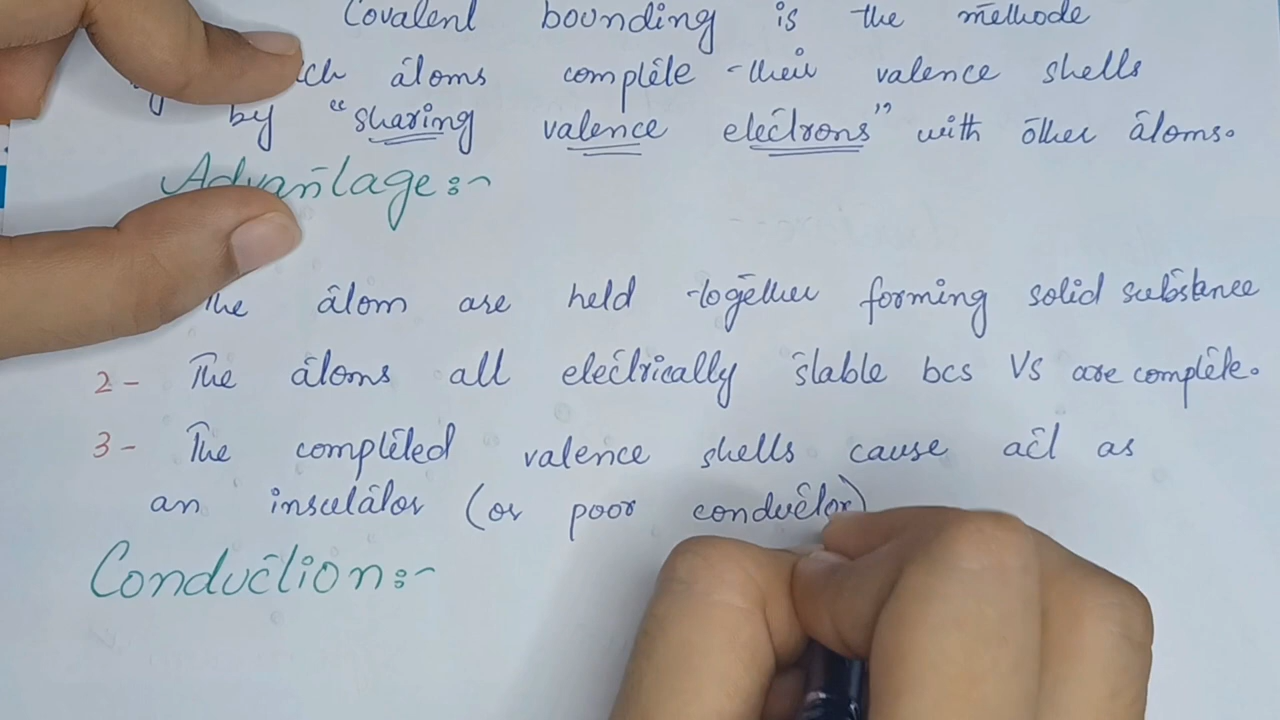 Covalent bounding is the methode
atoms complete their valence shells
by "sharing valence electrons" with other atoms.
Advantage:-
The atom are held together forming solid substance
2- The atoms all electrically stable bcs VS are complete.
3- The completed valence shells cause act as
an insulator (or poor conductor)
Conduction:-